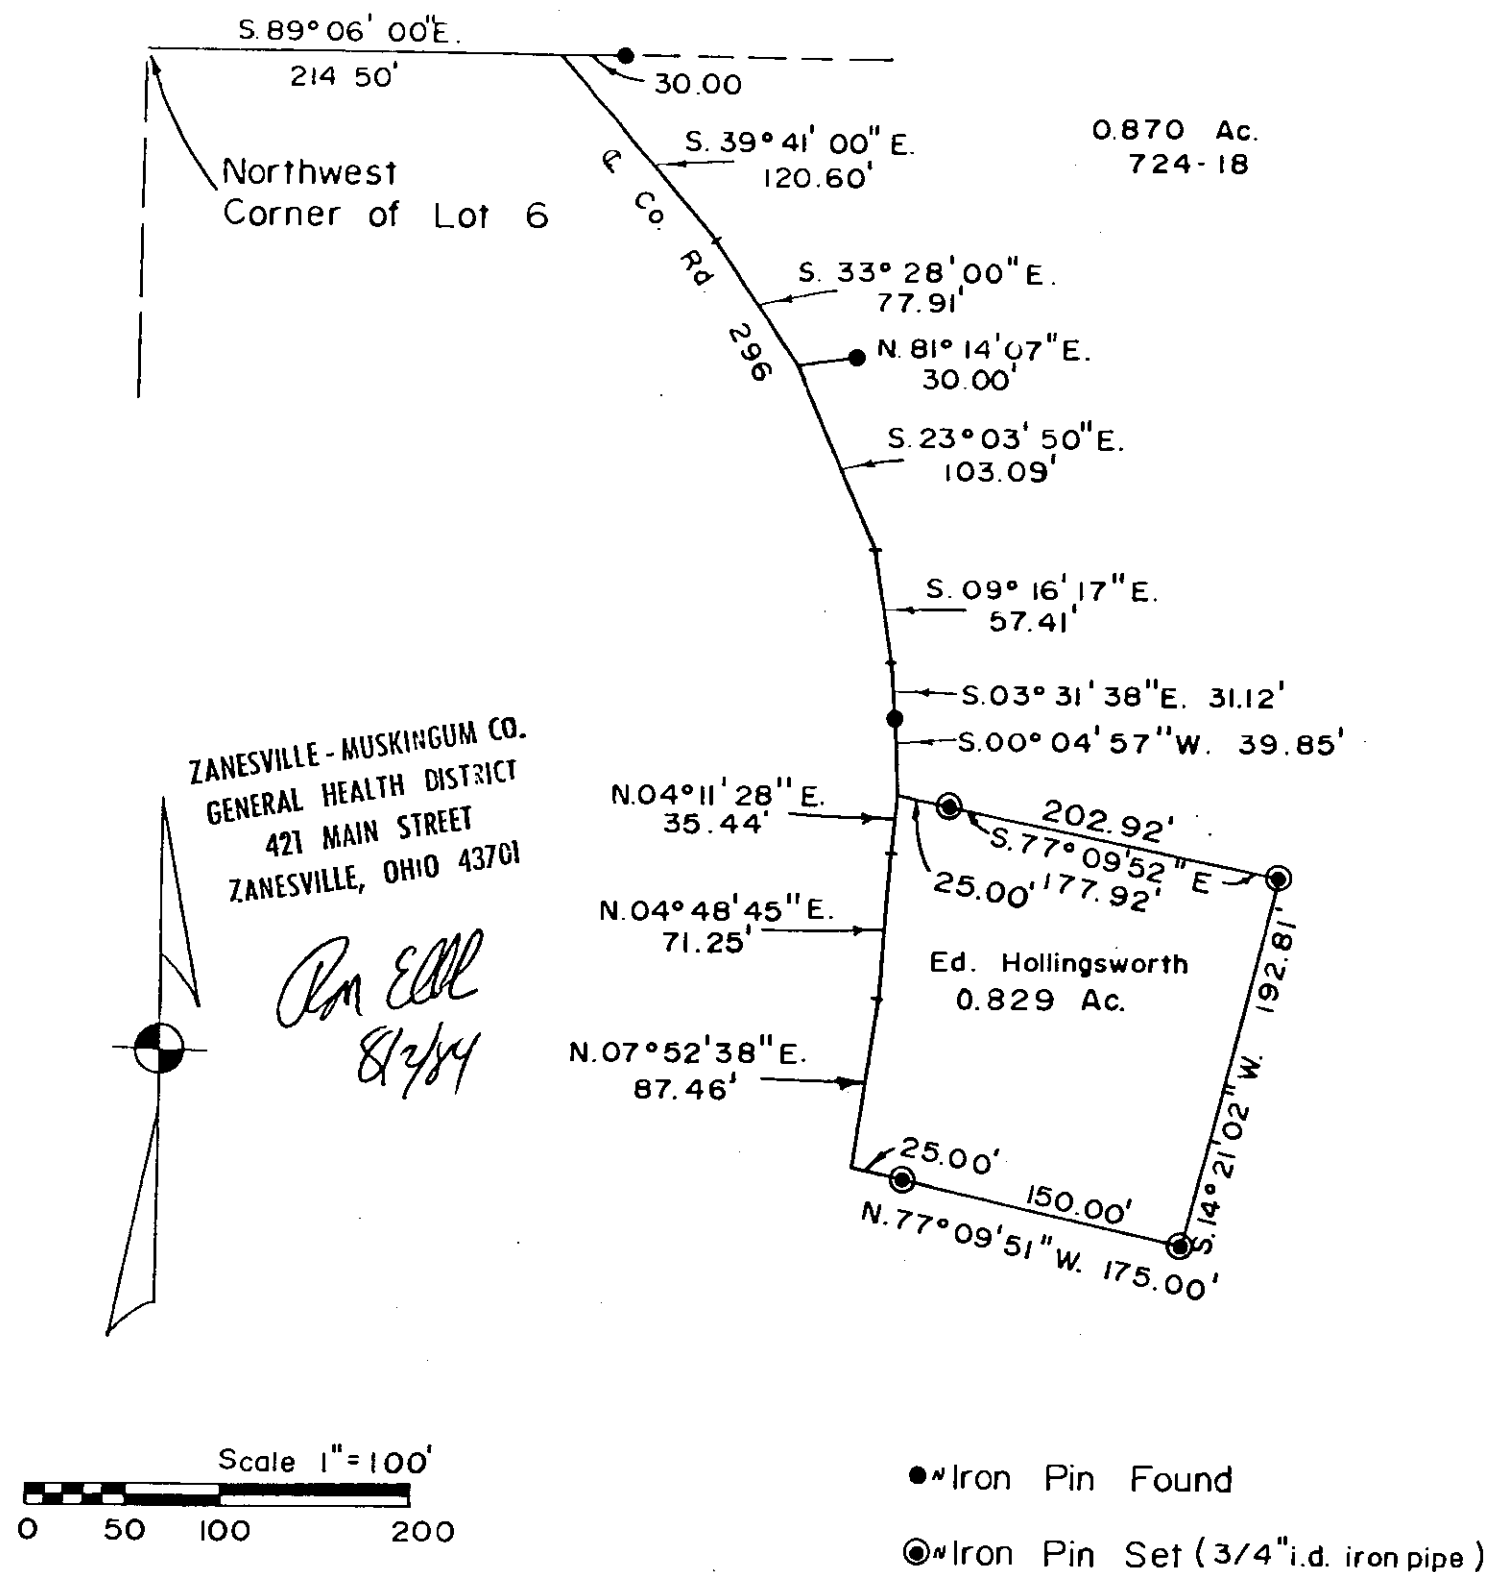 S. 89° 06' 00" E.
214 50'
30.00
0.870 Ac.
724-18
S. 39° 41' 00" E.
120.60'
Northwest
Corner of Lot 6
Co. Rd 296
S. 33° 28' 00" E.
77.91'
N. 81° 14' 07" E.
30.00'
S. 23° 03' 50" E.
103.09'
S. 09° 16' 17" E.
57.41'
S. 03° 31' 38" E. 31.12'
S. 00° 04' 57" W. 39.85'
ZANESVILLE - MUSKINGUM CO.
GENERAL HEALTH DISTRICT
421 MAIN STREET
ZANESVILLE, OHIO 43701
8/2/84
N. 04° 11' 28" E.
35.44'
202.92'
S. 77° 09' 52" E
25.00'
177.92'
N. 04° 48' 45" E.
71.25'
Ed. Hollingsworth
0.829 Ac.
S. 14° 21' 02" W. 192.81'
N. 07° 52' 38" E.
87.46'
25.00'
150.00'
N. 77° 09' 51" W. 175.00'
Scale 1" = 100'
0 50 100 200
Iron Pin Found
Iron Pin Set (3/4" i.d. iron pipe)